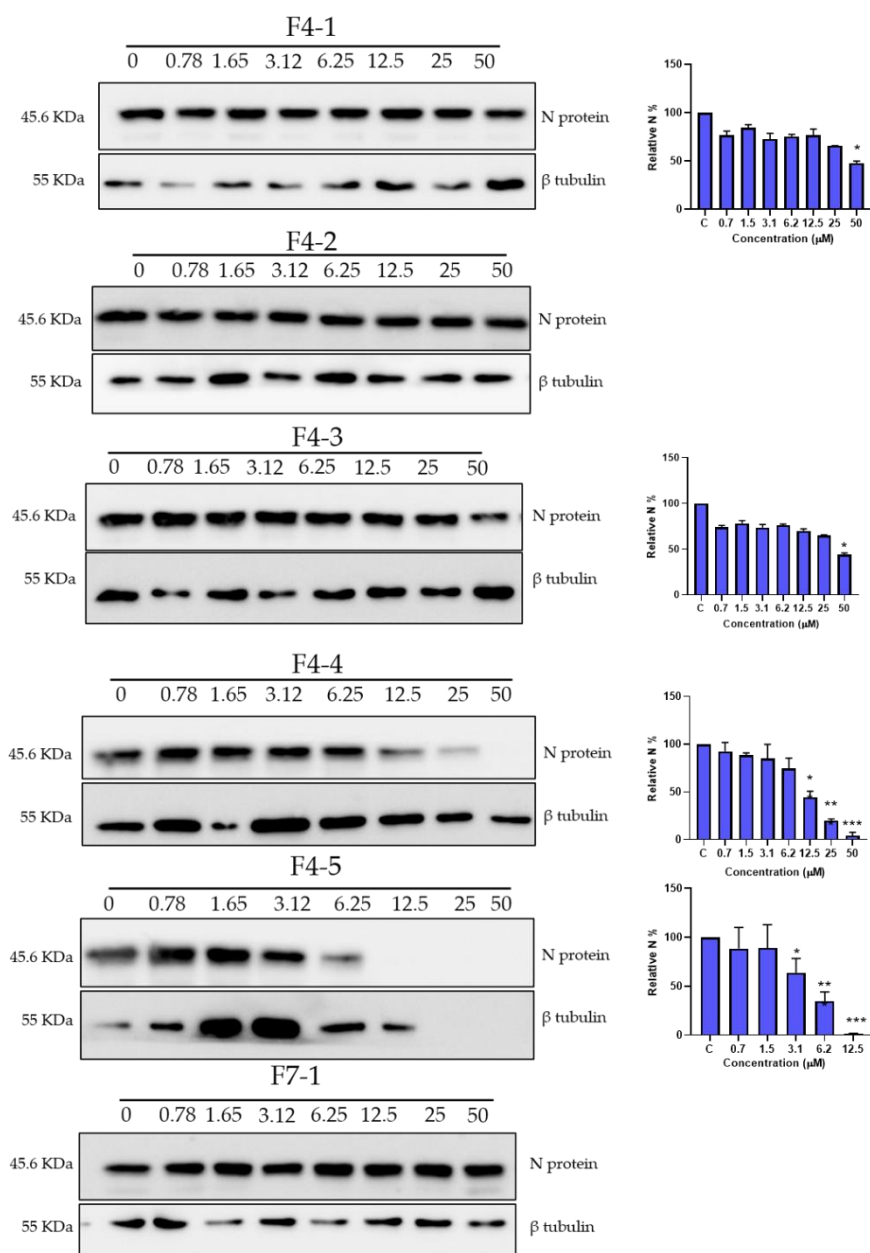 F4-1
0 0.78 1.65 3.12 6.25 12.5 25 50
45.6 KDa N protein
55 KDa β tubulin
150
100
50
0
Relative N %
C 0.7 1.5 3.1 6.2 12.5 25 50
*
Concentration (μM)
F4-2
0 0.78 1.65 3.12 6.25 12.5 25 50
45.6 KDa N protein
55 KDa β tubulin
F4-3
0 0.78 1.65 3.12 6.25 12.5 25 50
45.6 KDa N protein
55 KDa β tubulin
150
100
50
0
Relative N %
C 0.7 1.5 3.1 6.2 12.5 25 50
*
Concentration (μM)
F4-4
0 0.78 1.65 3.12 6.25 12.5 25 50
45.6 KDa N protein
55 KDa β tubulin
150
100
50
0
Relative N %
* ** ***
C 0.7 1.5 3.1 6.2 12.5 25 50
Concentration (μM)
F4-5
0 0.78 1.65 3.12 6.25 12.5 25 50
45.6 KDa N protein
55 KDa β tubulin
150
100
50
0
Relative N %
* ** ***
C 0.7 1.5 3.1 6.2 12.5
Concentration (μM)
F7-1
0 0.78 1.65 3.12 6.25 12.5 25 50
45.6 KDa N protein
55 KDa β tubulin